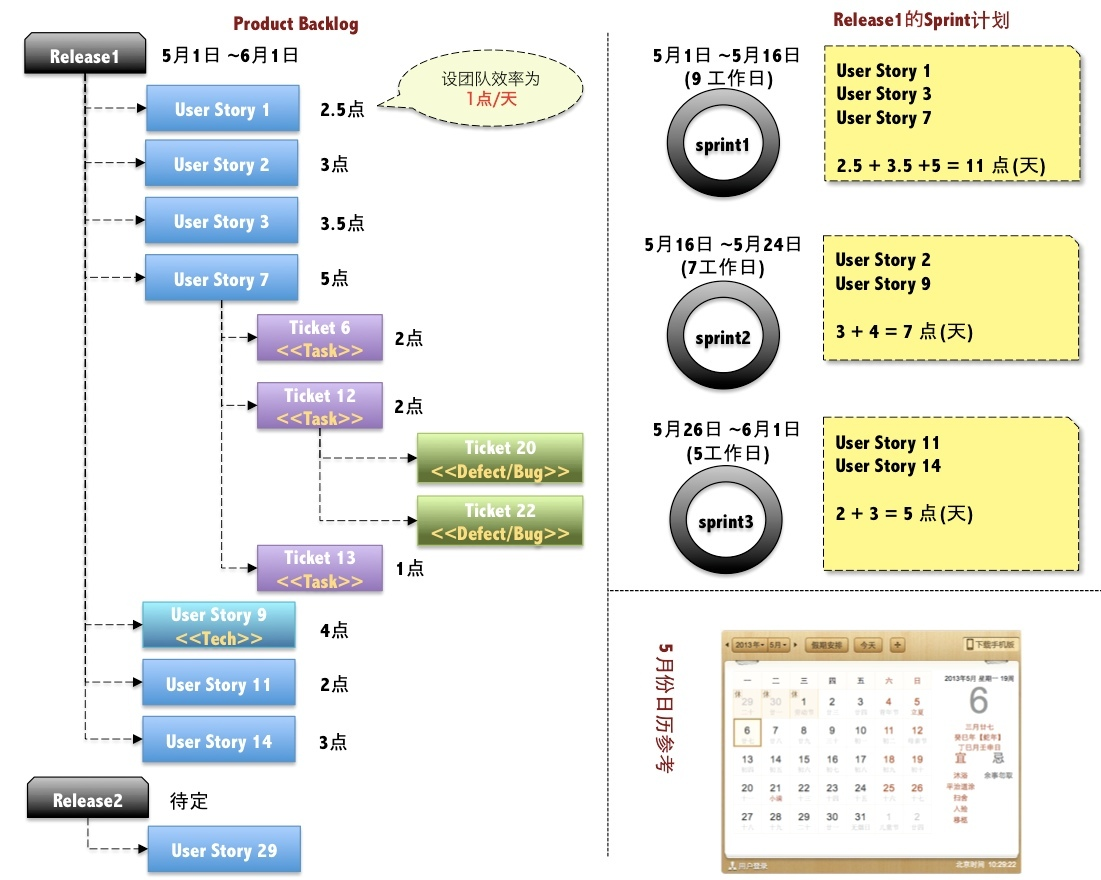 Product Backlog
Release1
5月1日 ~6月1日
设团队效率为
1点/天
User Story 1
2.5点
User Story 2
3点
User Story 3
3.5点
User Story 7
5点
Ticket 6
<<Task>>
2点
Ticket 12
<<Task>>
2点
Ticket 20
<<Defect/Bug>>
Ticket 22
<<Defect/Bug>>
Ticket 13
<<Task>>
1点
User Story 9
<<Tech>>
4点
User Story 11
2点
User Story 14
3点
Release2
待定
User Story 29
Release1的Sprint计划
5月1日 ~5月16日
(9 工作日)
sprint1
User Story 1
User Story 3
User Story 7
2.5 + 3.5 +5 = 11 点(天)
5月16日 ~5月24日
(7工作日)
sprint2
User Story 2
User Story 9
3 + 4 = 7 点(天)
5月26日 ~6月1日
(5工作日)
sprint3
User Story 11
User Story 14
2 + 3 = 5 点(天)
5月份日历参考
2013年 5月 假期安排 今天 + 下载手机版
一 二 三 四 五 六 日
休 29 休 30 休 1 2 3 4 5
6 7 8 9 10 11 12
13 14 15 16 17 18 19
20 21 22 23 24 25 26
小满
27 28 29 30 31 1 2
2013年5月 星期一 19周
6
三月廿七
癸巳年【蛇年】
丁巳月壬申日
宜 忌
沐浴 余事勿取
平治道涂
扫舍
入殓
移柩
用户登录
北京时间 10:29:22